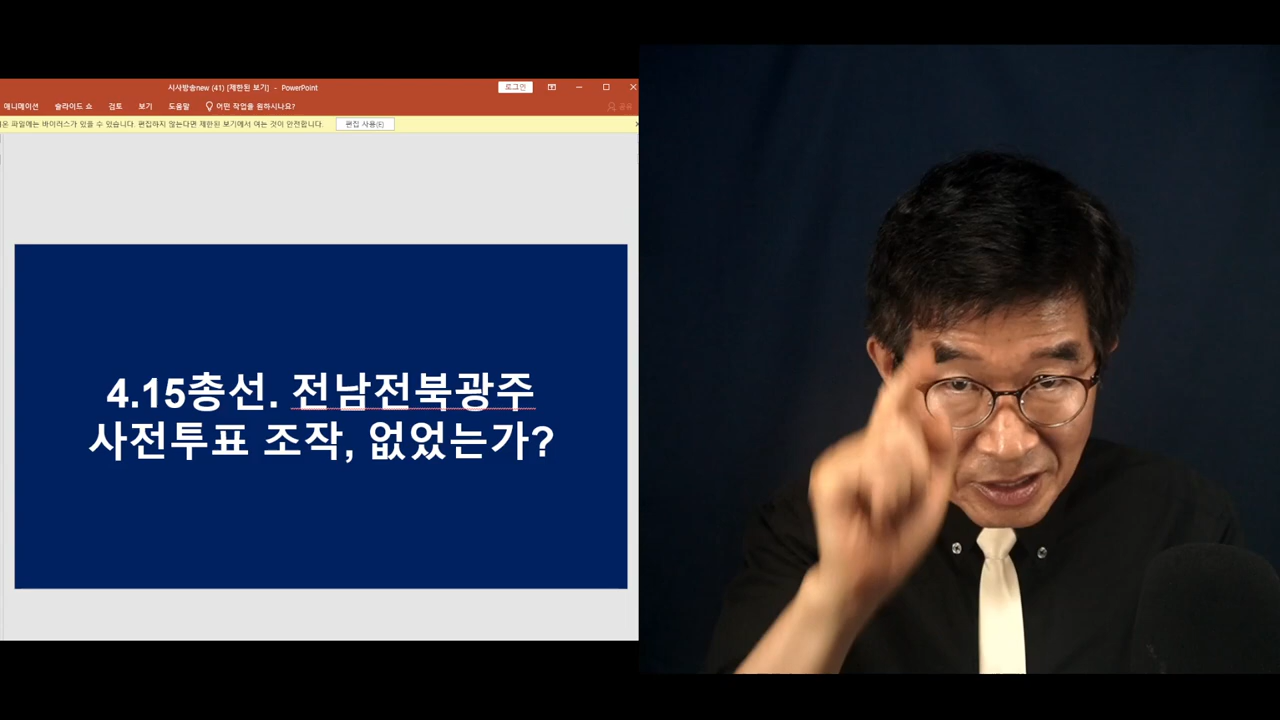 시사방송new (41) [제한된 보기] - PowerPoint
로그인
애니메이션 슬라이드 쇼 검토 보기 도움말 어떤 작업을 원하시나요? 공유
파일에는 바이러스가 있을 수 있습니다. 편집하지 않는다면 제한된 보기에서 여는 것이 안전합니다. 편집 사용(E)
4.15총선. 전남전북광주
사전투표 조작, 없었는가?